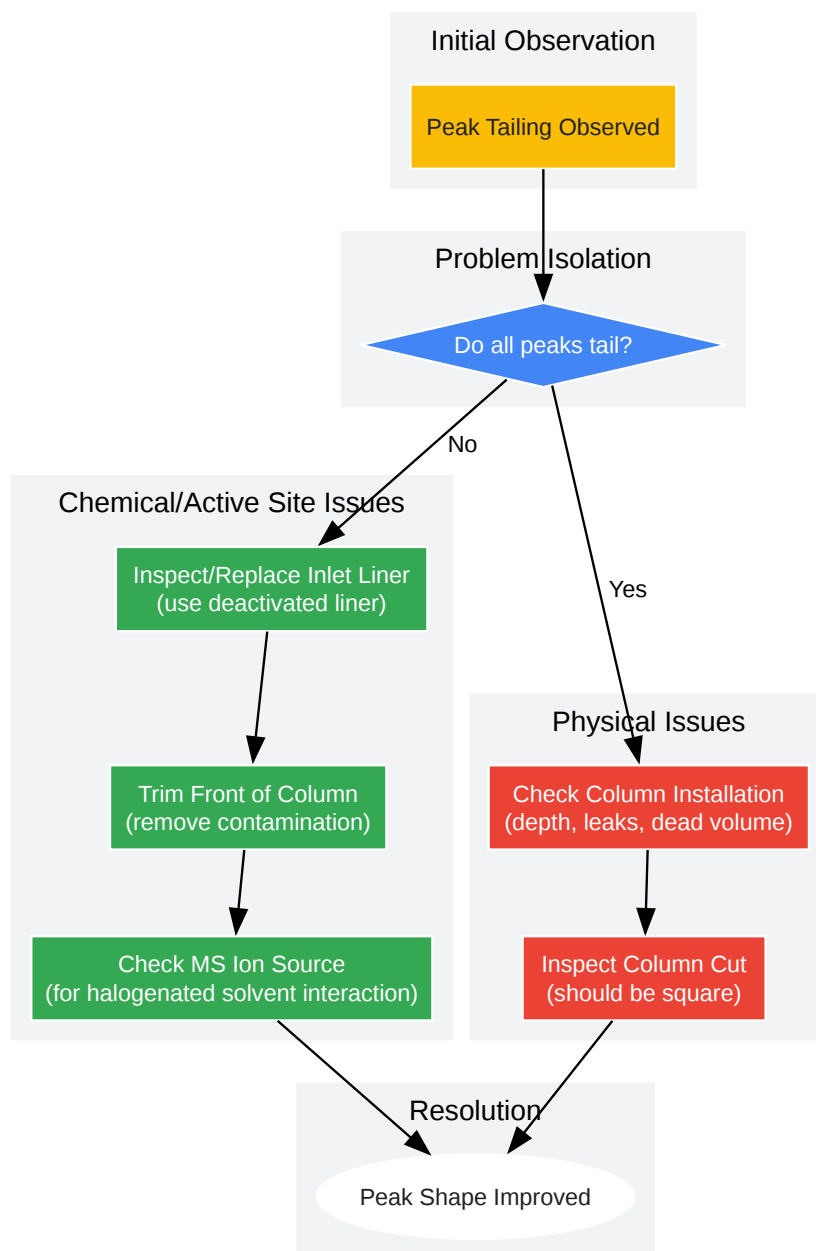 Initial Observation
Peak Tailing Observed
Problem Isolation
Do all peaks tail?
No
Yes
Chemical/Active Site Issues
Inspect/Replace Inlet Liner
(use deactivated liner)
Trim Front of Column
(remove contamination)
Check MS Ion Source
(for halogenated solvent interaction)
Physical Issues
Check Column Installation
(depth, leaks, dead volume)
Inspect Column Cut
(should be square)
Resolution
Peak Shape Improved